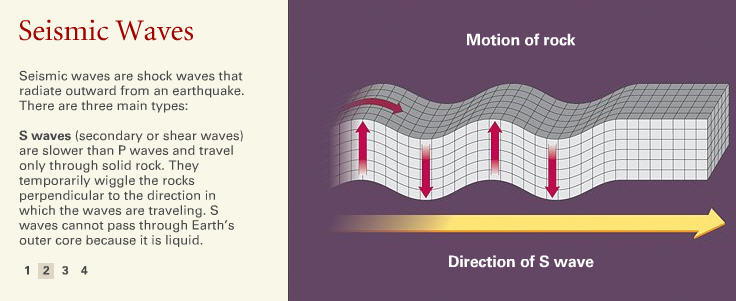 Seismic Waves
Seismic waves are shock waves that
radiate outward from an earthquake.
There are three main types:
S waves (secondary or shear waves)
are slower than P waves and travel
only through solid rock. They
temporarily wiggle the rocks
perpendicular to the direction in
which the waves are traveling. S
waves cannot pass through Earth's
outer core because it is liquid.
1 2 3 4
Motion of rock
Direction of S wave